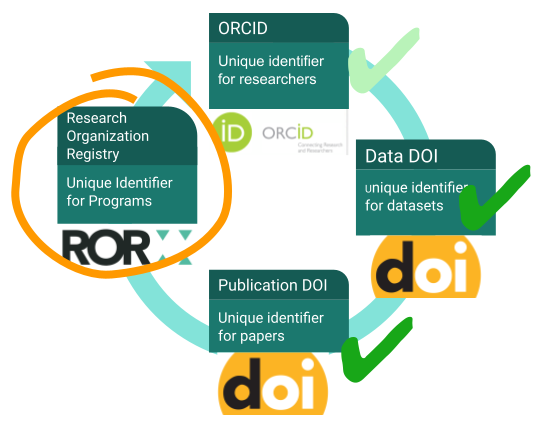 ORCID
Unique identifier
for researchers
iD ORCiD
Connecting Research
and Researchers
Research
Organization
Registry
Unique Identifier
for Programs
ROR
Data DOI
unique identifier
for datasets
doi
Publication DOI
Unique identifier
for papers
doi